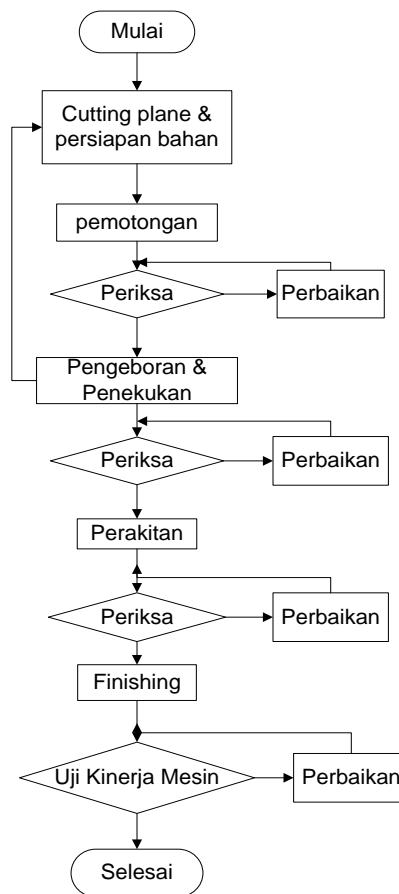 Mulai
Cutting plane &
persiapan bahan
pemotongan
Periksa
Perbaikan
Pengeboran &
Penekukan
Periksa
Perbaikan
Perakitan
Periksa
Perbaikan
Finishing
Uji Kinerja Mesin
Perbaikan
Selesai